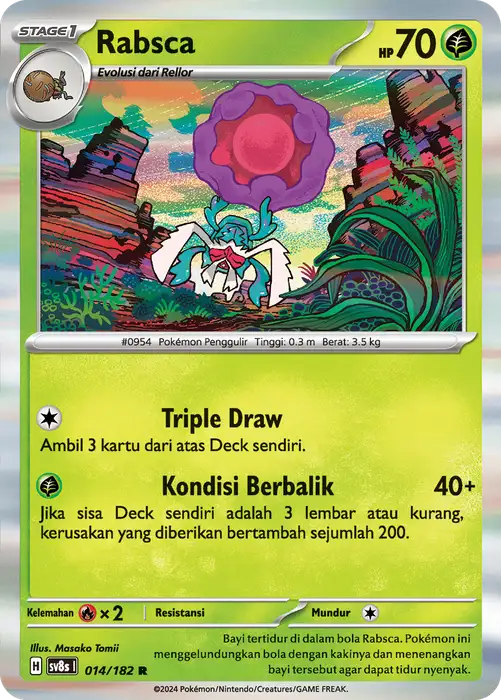 STAGE1
Rabsca
HP 70
Evolusi dari Rellor
#0954 Pokémon Penggulir Tinggi: 0.3 m Berat: 3.5 kg
Triple Draw
Ambil 3 kartu dari atas Deck sendiri.
Kondisi Berbalik 40+
Jika sisa Deck sendiri adalah 3 lembar atau kurang,
kerusakan yang diberikan bertambah sejumlah 200.
Kelemahan ×2 Resistansi Mundur
Illus. Masako Tomii
H sv8s I 014/182 R
Bayi tertidur di dalam bola Rabsca. Pokémon ini
menggelundungkan bola dengan kakinya dan menenangkan
bayi tersebut agar dapat tidur nyenyak.
©2024 Pokémon/Nintendo/Creatures/GAME FREAK.